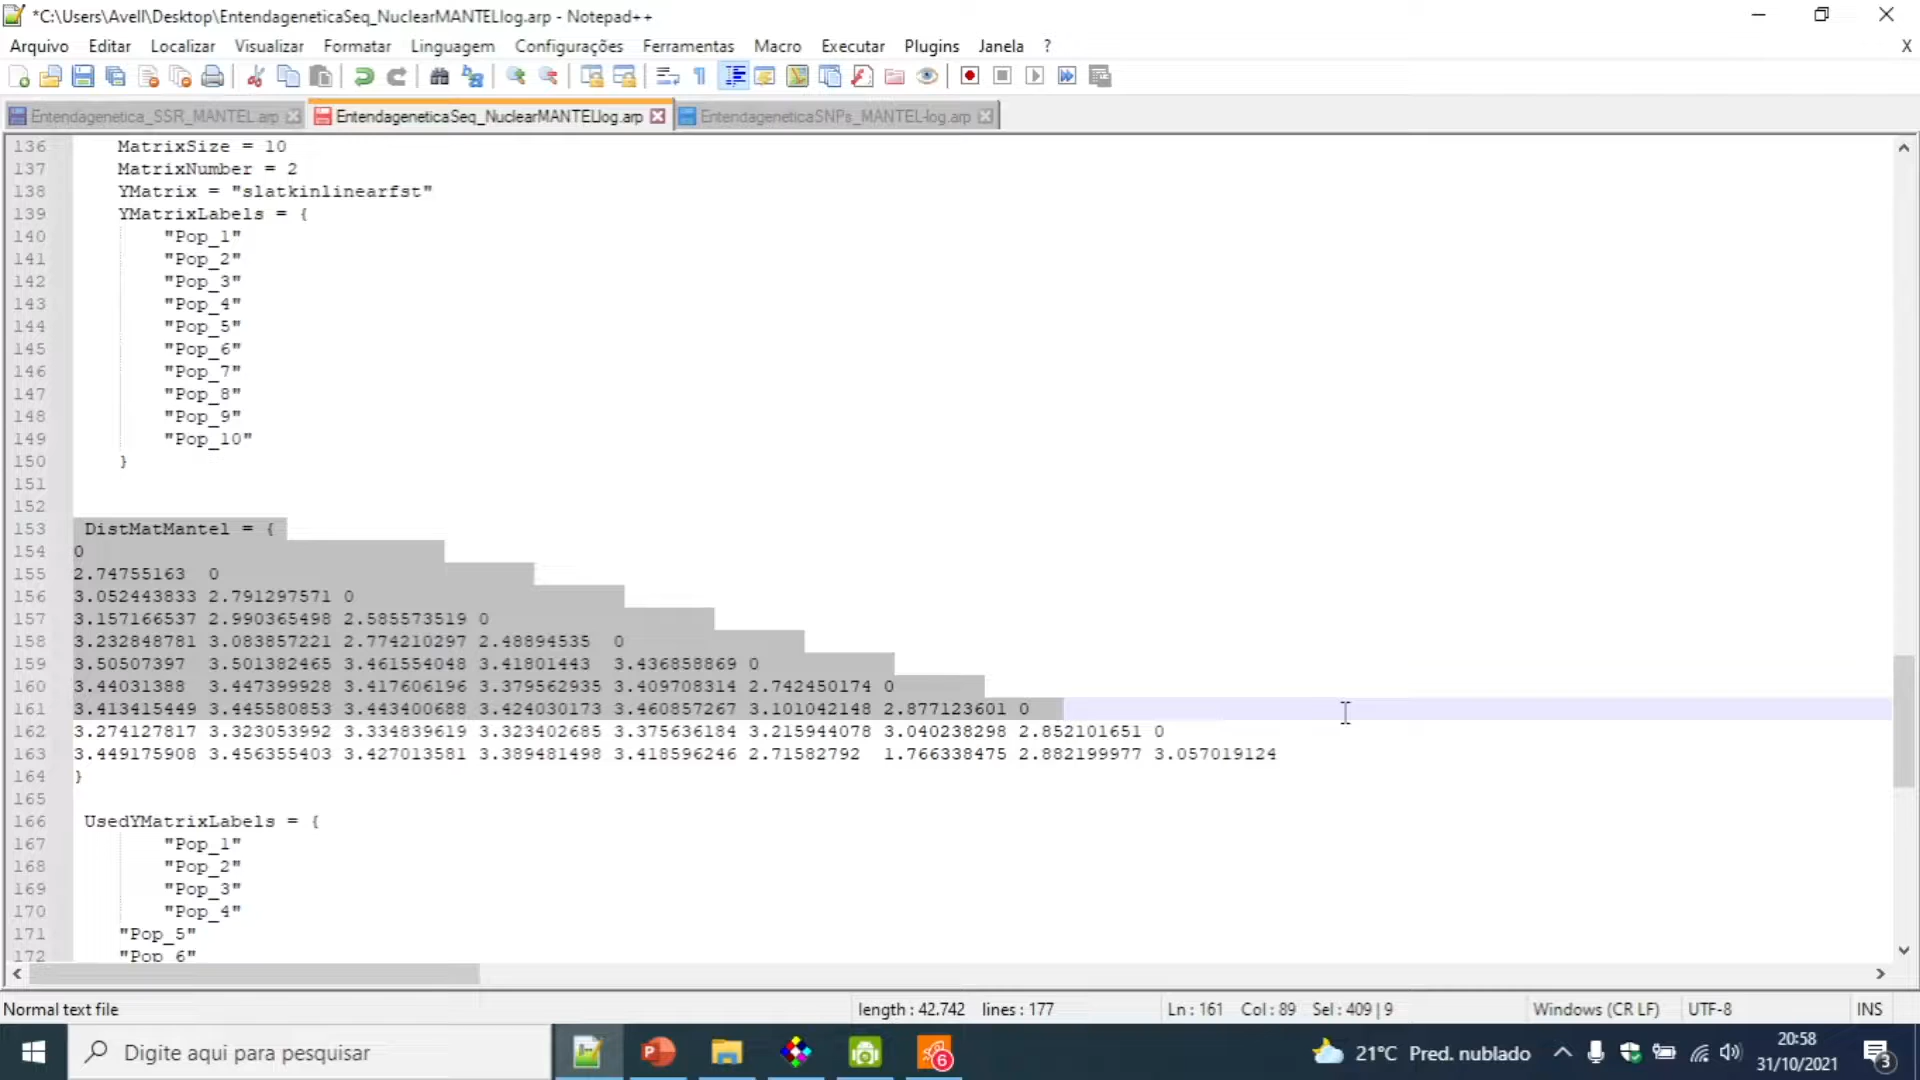 *C:\Users\Avell\Desktop\EntendageneticaSeq_NuclearMANTELlog.arp - Notepad++
Arquivo Editar Localizar Visualizar Formatar Linguagem Configurações Ferramentas Macro Executar Plugins Janela ? X
Entendagenetica_SSR_MANTEL.arp EntendageneticaSeq_NuclearMANTELlog.arp EntendageneticaSNPs_MANTEL-log.arp
136 MatrixSize = 10
137 MatrixNumber = 2
138 YMatrix = "slatkinlinearfst"
139 YMatrixLabels = {
140 "Pop_1"
141 "Pop_2"
142 "Pop_3"
143 "Pop_4"
144 "Pop_5"
145 "Pop_6"
146 "Pop_7"
147 "Pop_8"
148 "Pop_9"
149 "Pop_10"
150 }
151
152
153 DistMatMantel = {
154 0
155 2.74755163 0
156 3.052443833 2.791297571 0
157 3.157166537 2.990365498 2.585573519 0
158 3.232848781 3.083857221 2.774210297 2.48894535 0
159 3.50507397 3.501382465 3.461554048 3.41801443 3.436858869 0
160 3.44031388 3.447399928 3.417606196 3.379562935 3.409708314 2.742450174 0
161 3.413415449 3.445580853 3.443400688 3.424030173 3.460857267 3.101042148 2.877123601 0
162 3.274127817 3.323053992 3.334839619 3.323402685 3.375636184 3.215944078 3.040238298 2.852101651 0
163 3.449175908 3.456355403 3.427013581 3.389481498 3.418596246 2.71582792 1.766338475 2.882199977 3.057019124
164 }
165
166 UsedYMatrixLabels = {
167 "Pop_1"
168 "Pop_2"
169 "Pop_3"
170 "Pop_4"
171 "Pop_5"
172 "Pop_6"
Normal text file length : 42.742 lines : 177 Ln : 161 Col : 89 Sel : 409 | 9 Windows (CR LF) UTF-8 INS
Digite aqui para pesquisar 6 21°C Pred. nublado 20:58
31/10/2021 3